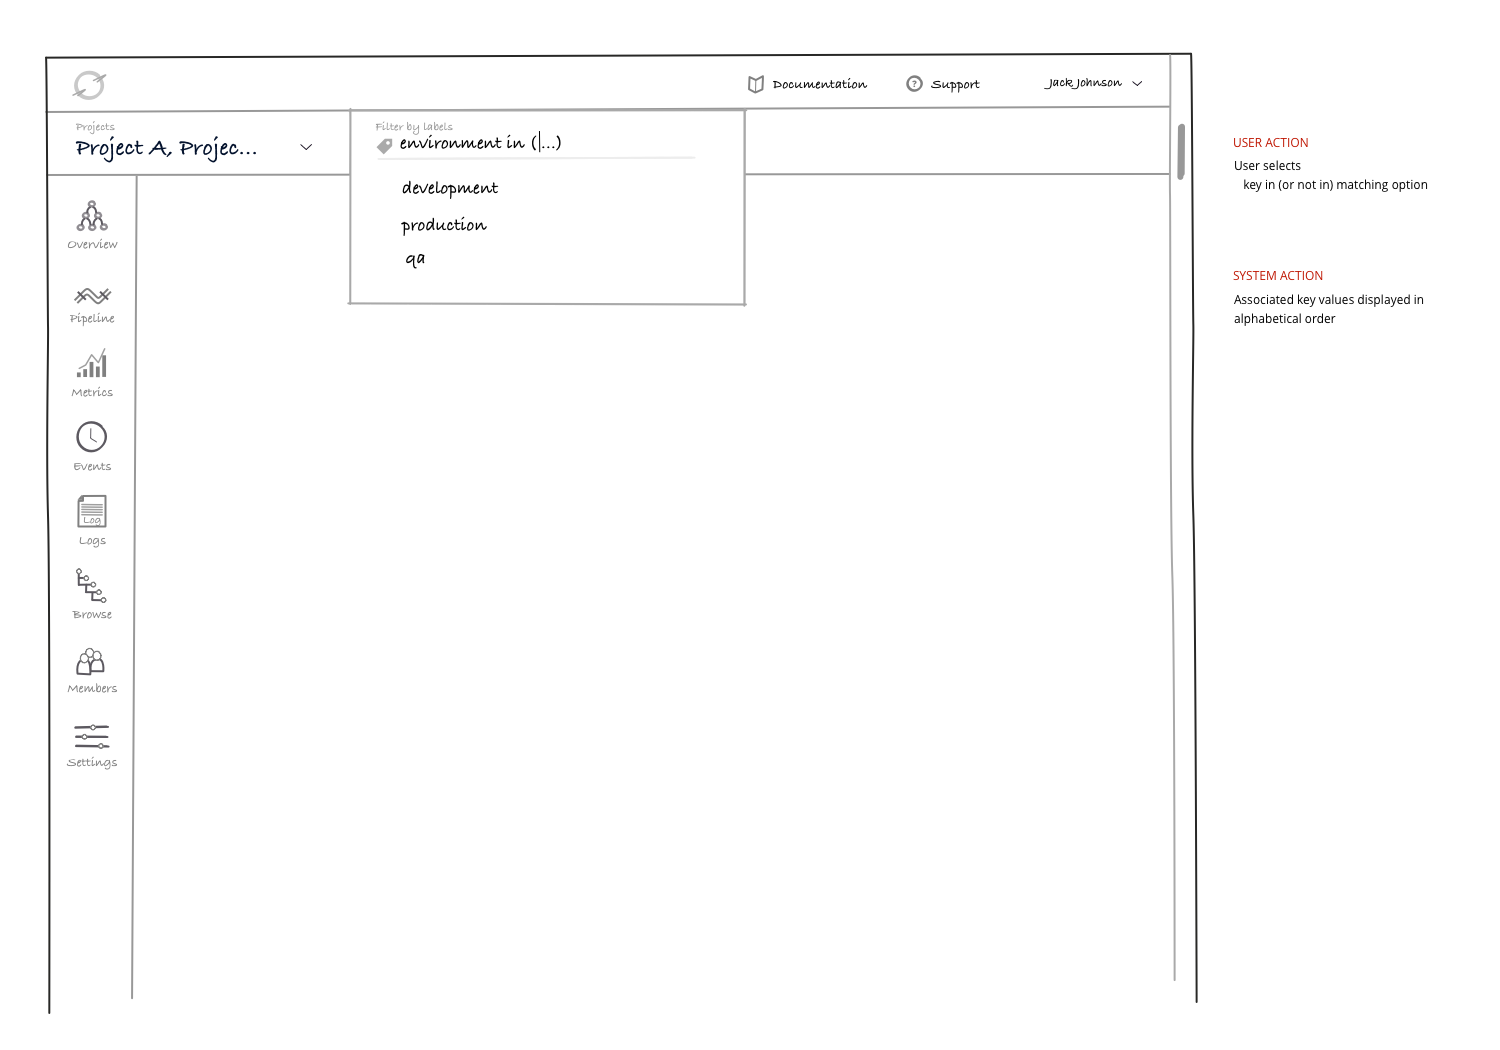 Documentation
Support
Jack Johnson
Projects
Project A, Projec...
Filter by labels
environment in (|...)
development
production
qa
Overview
Pipeline
Metrics
Events
Log
Logs
Browse
Members
Settings
USER ACTION
User selects
key in (or not in) matching option
SYSTEM ACTION
Associated key values displayed in
alphabetical order